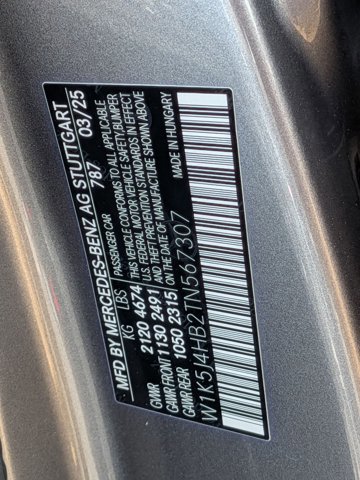 MFD BY MERCEDES-BENZ AG STUTTGART
787 03/25
PASSENGER CAR
KG LBS
GVWR 2120 4674
GAWR FRONT 1130 2491
GAWR REAR 1050 2315
THIS VEHICLE CONFORMS TO ALL APPLICABLE
U.S. FEDERAL MOTOR VEHICLE SAFETY/BUMPER
AND THEFT PREVENTION STANDARDS IN EFFECT
ON THE DATE OF MANUFACTURE SHOWN ABOVE
MADE IN HUNGARY
W1K5J4HB2TN567307